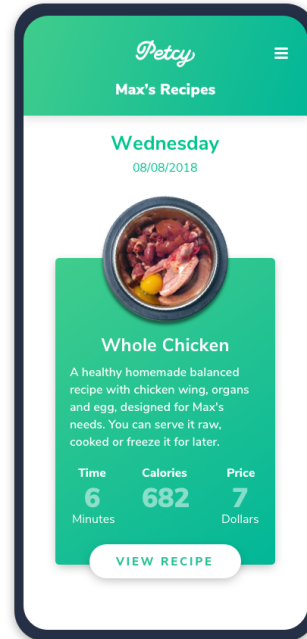 Petcy
Max's Recipes
Wednesday
08/08/2018
Whole Chicken
A healthy homemade balanced
recipe with chicken wing, organs
and egg, designed for Max's
needs. You can serve it raw,
cooked or freeze it for later.
Time Calories Price
6 682 7
Minutes Dollars
VIEW RECIPE